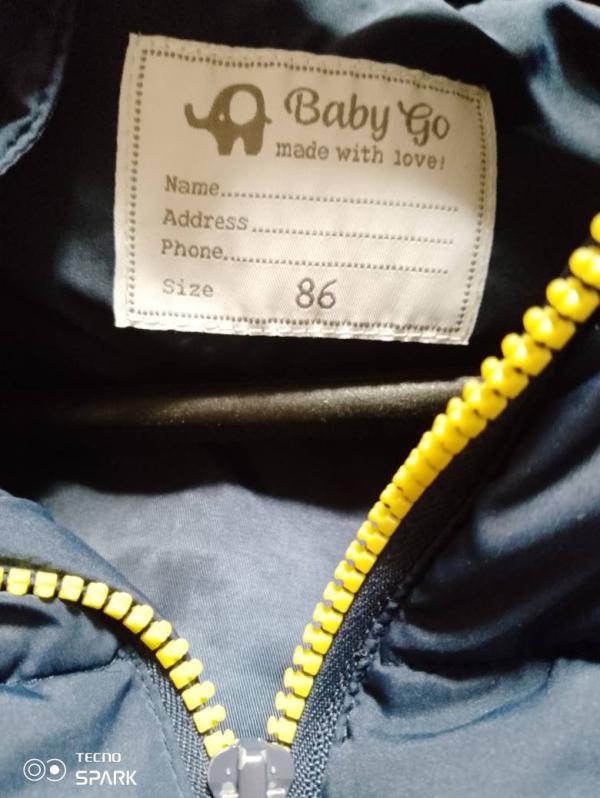 Baby Go
made with love!
Name
Address
Phone
Size 86
TECNO
SPARK